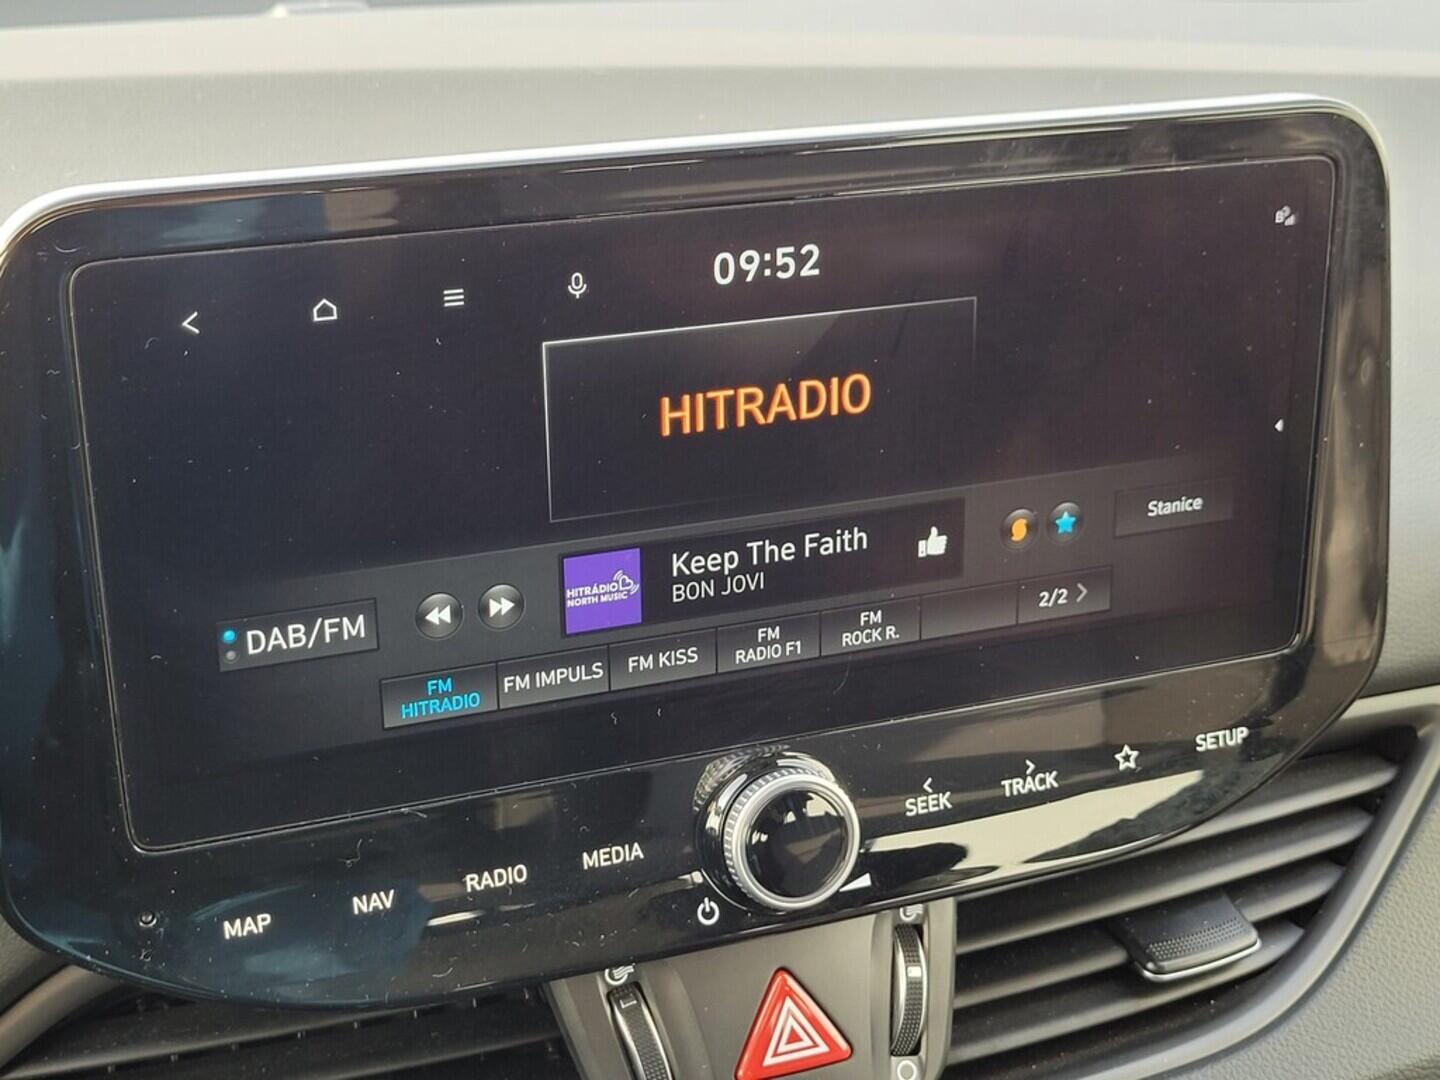 09:52
HITRADIO
Stanice
Keep The Faith
BON JOVI
HITRÁDIO
NORTH MUSIC
DAB/FM
2/2
FM
HITRADIO
FM IMPULS
FM KISS
FM
RADIO F1
FM
ROCK R.
MAP
NAV
RADIO
MEDIA
SEEK
TRACK
SETUP